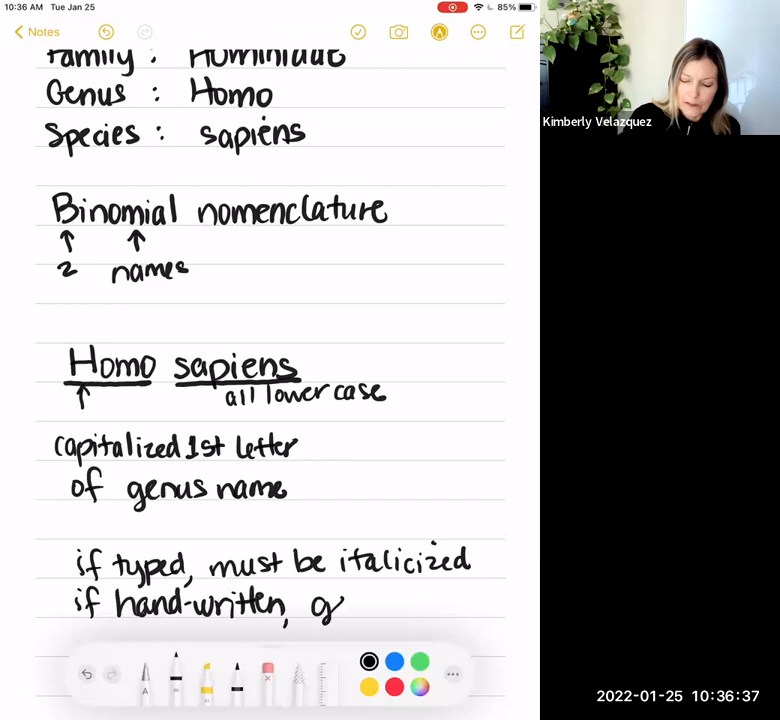 10:36 AM Tue Jan 25 85%
Notes
Family : Hominidae
Genus : Homo
Species : sapiens
Kimberly Velazquez
Binomial nomenclature
2 names
Homo sapiens
all lower case
capitalized 1st letter
of genus name
if typed, must be italicized
if hand-written, g
A
2022-01-25 10:36:37